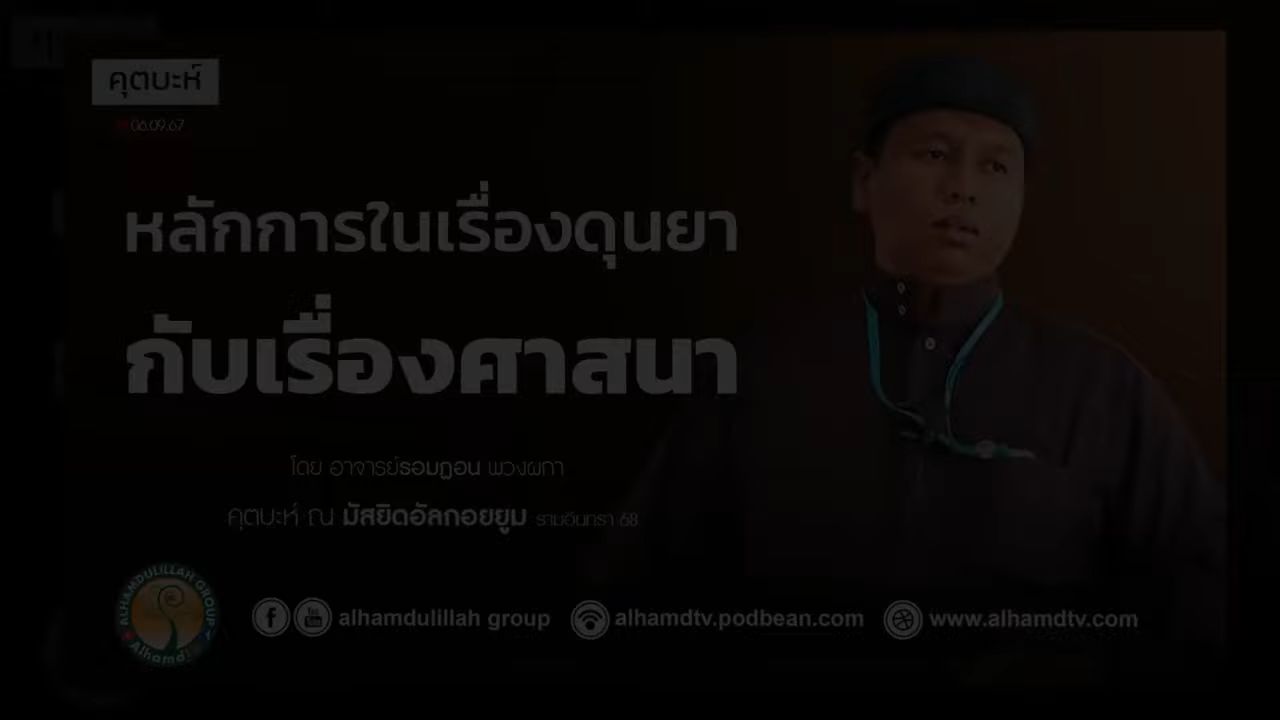 คุตบะห์
06.09.67
หลักการในเรื่องดุนยา
กับเรื่องศาสนา
โดย อาจารย์รอมฎอน พวงผกา
คุตบะห์ ณ มัสยิดอัลกอยยูม รามอินทรา 68
ALHAMDULILLAH GROUP
alhamdulillah group
alhamdtv.podbean.com
www.alhamdtv.com